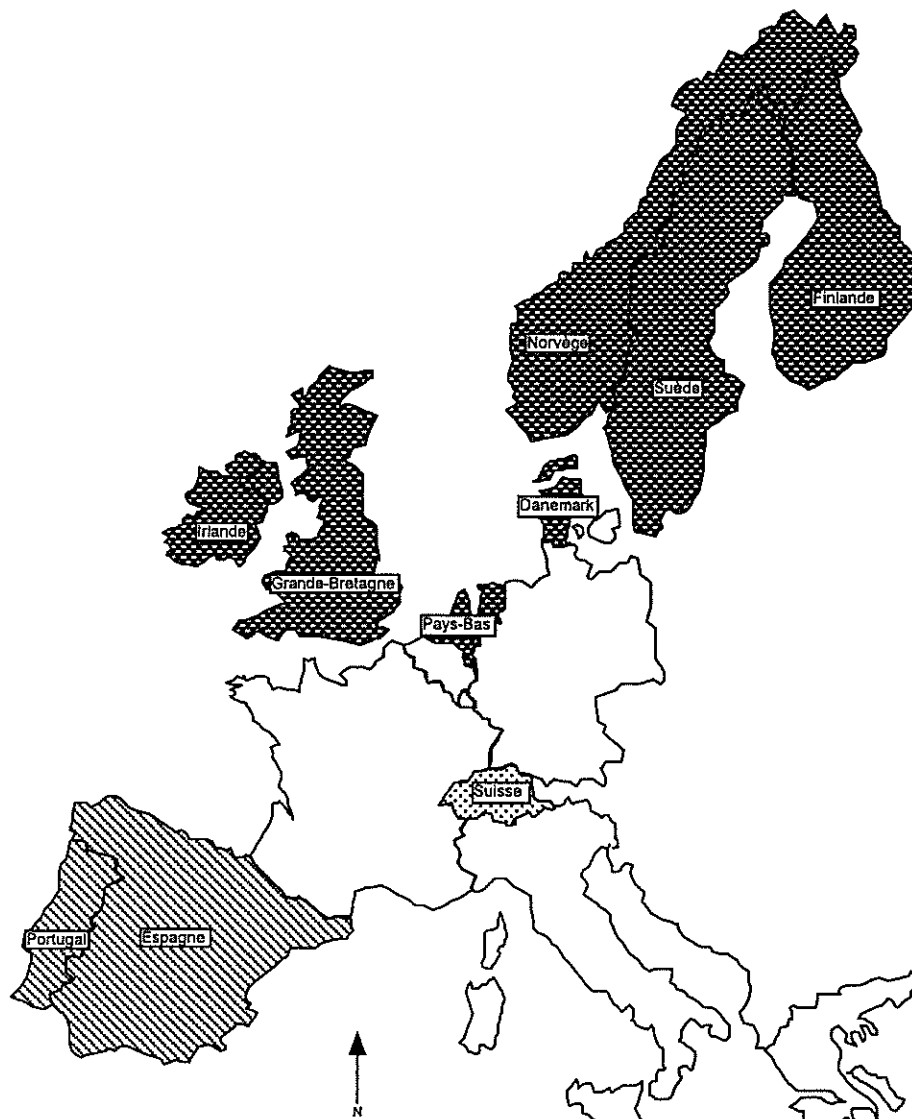 Finlande
Norvège
Suède
Danemark
Irlande
Grande-Bretagne
Pays-Bas
Suisse
Portugal
Espagne
N